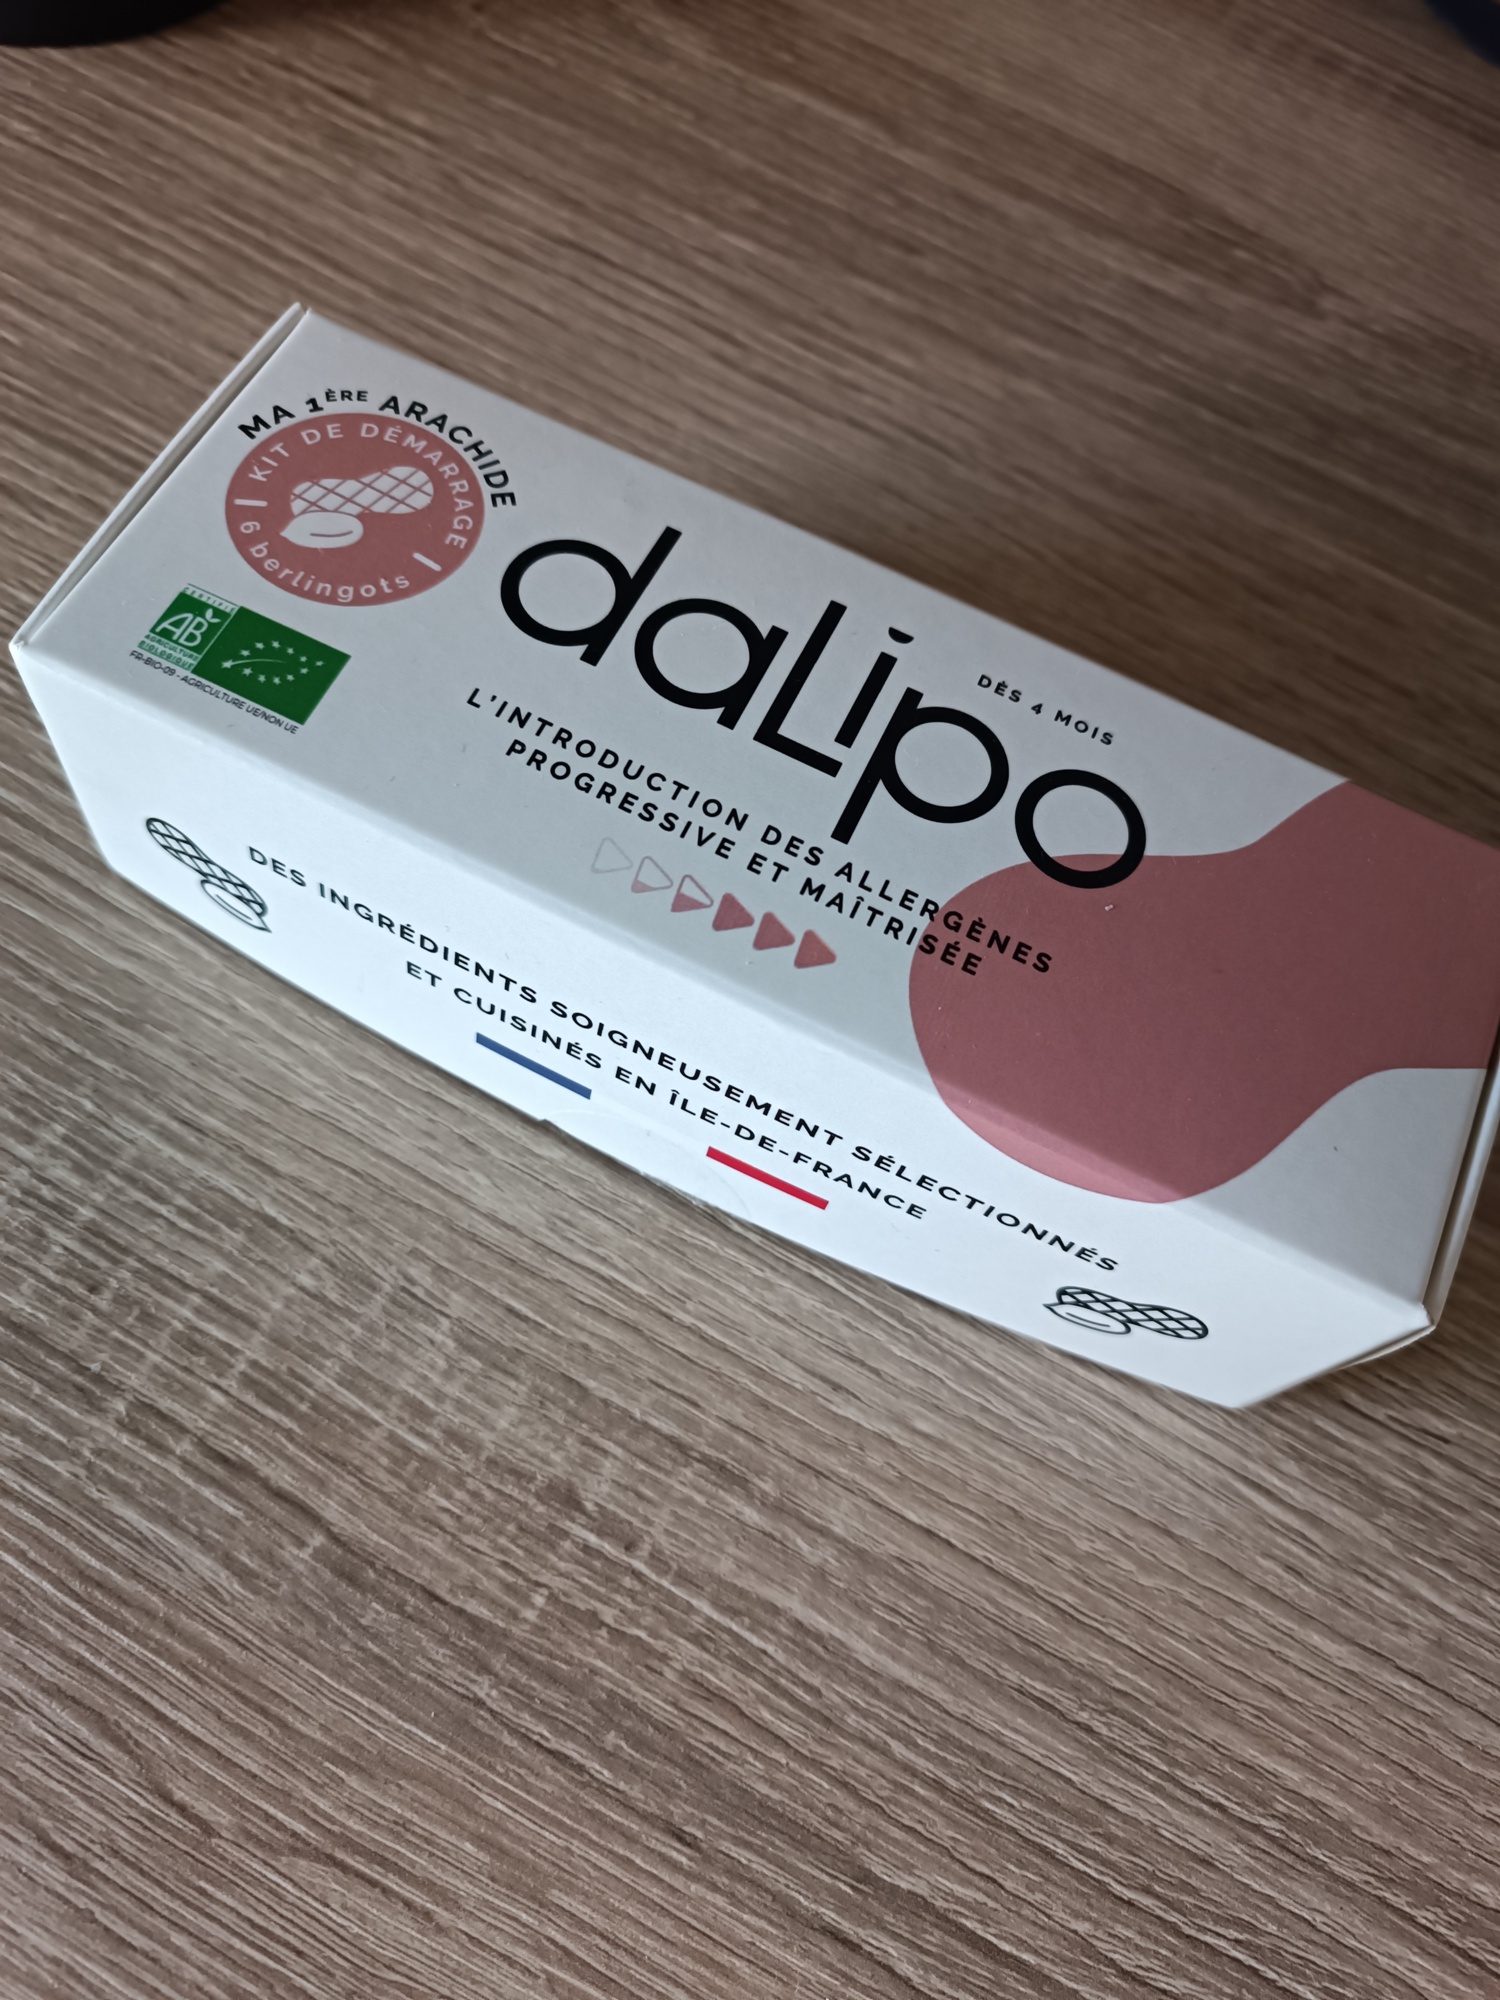 MA 1ÈRE ARACHIDE
KIT DE DÉMARRAGE
6 berlingots
CERTIFIÉ
AB
AGRICULTURE
BIOLOGIQUE
FR-BIO-09 - AGRICULTURE UE/NON UE
daLipo
DÈS 4 MOIS
L'INTRODUCTION DES ALLERGÈNES
PROGRESSIVE ET MAÎTRISÉE
DES INGRÉDIENTS SOIGNEUSEMENT SÉLECTIONNÉS
ET CUISINÉS EN ÎLE-DE-FRANCE